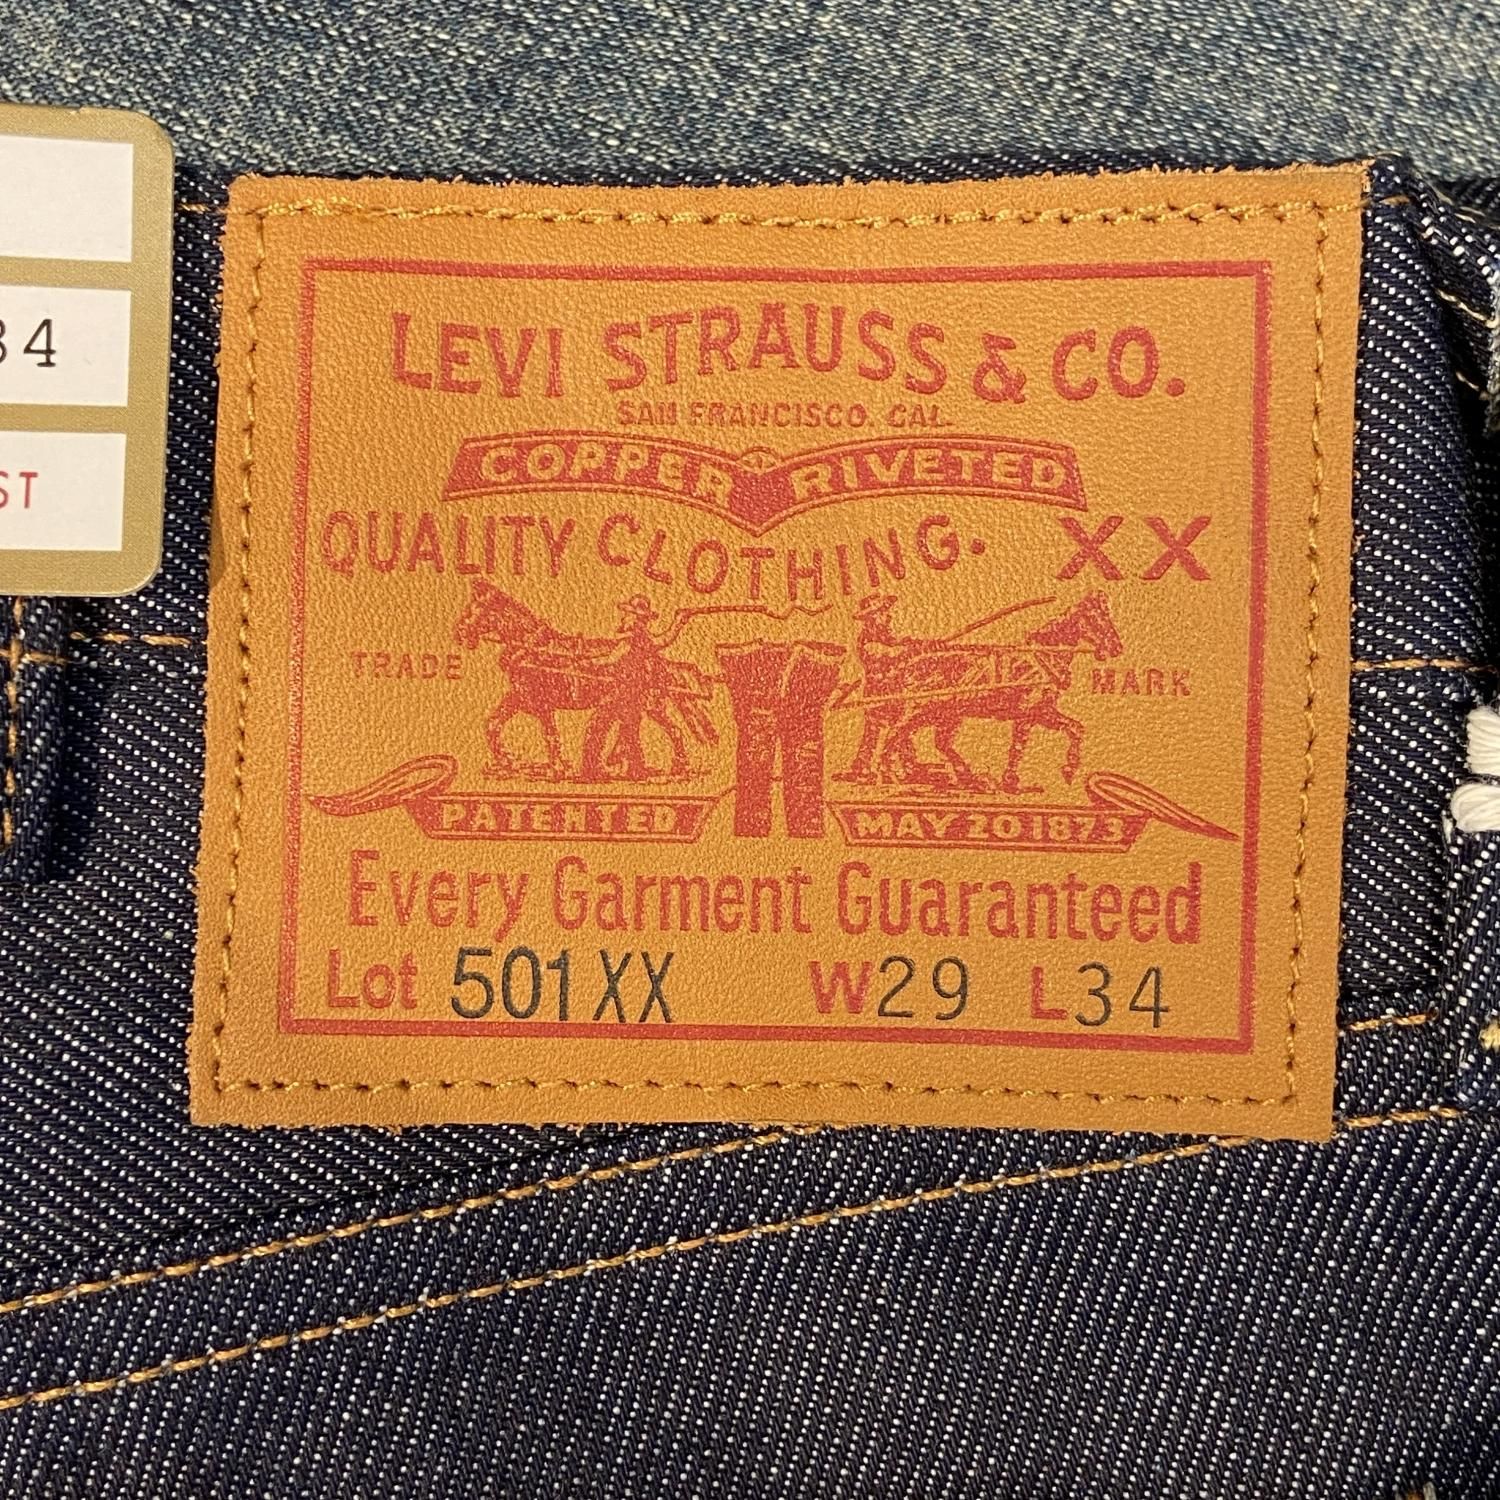 LEVI STRAUSS & CO.
SAN FRANCISCO. CAL.
COPPER RIVETED
QUALITY CLOTHING. XX
TRADE MARK
PATENTED MAY 20 1873
Every Garment Guaranteed
Lot 501XX W29 L34
34
ST